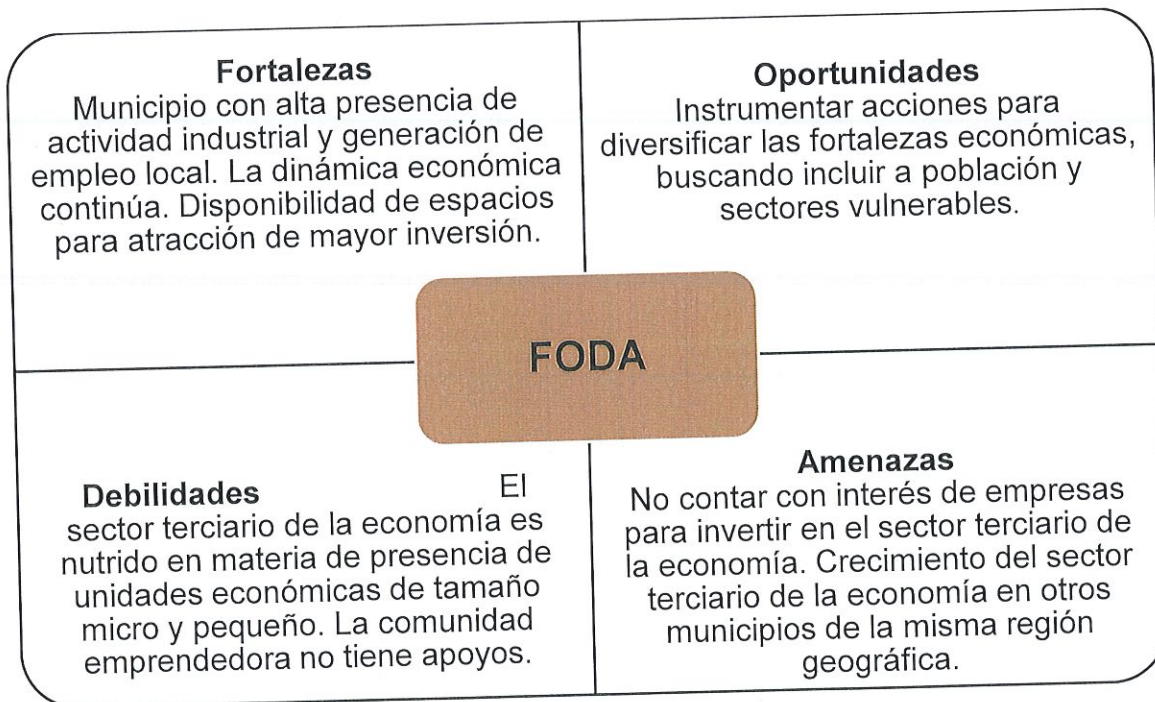 Fortalezas
Municipio con alta presencia de
actividad industrial y generación de
empleo local. La dinámica económica
continúa. Disponibilidad de espacios
para atracción de mayor inversión.
Oportunidades
Instrumentar acciones para
diversificar las fortalezas económicas,
buscando incluir a población y
sectores vulnerables.
FODA
Debilidades El
sector terciario de la economía es
nutrido en materia de presencia de
unidades económicas de tamaño
micro y pequeño. La comunidad
emprendedora no tiene apoyos.
Amenazas
No contar con interés de empresas
para invertir en el sector terciario de
la economía. Crecimiento del sector
terciario de la economía en otros
municipios de la misma región
geográfica.